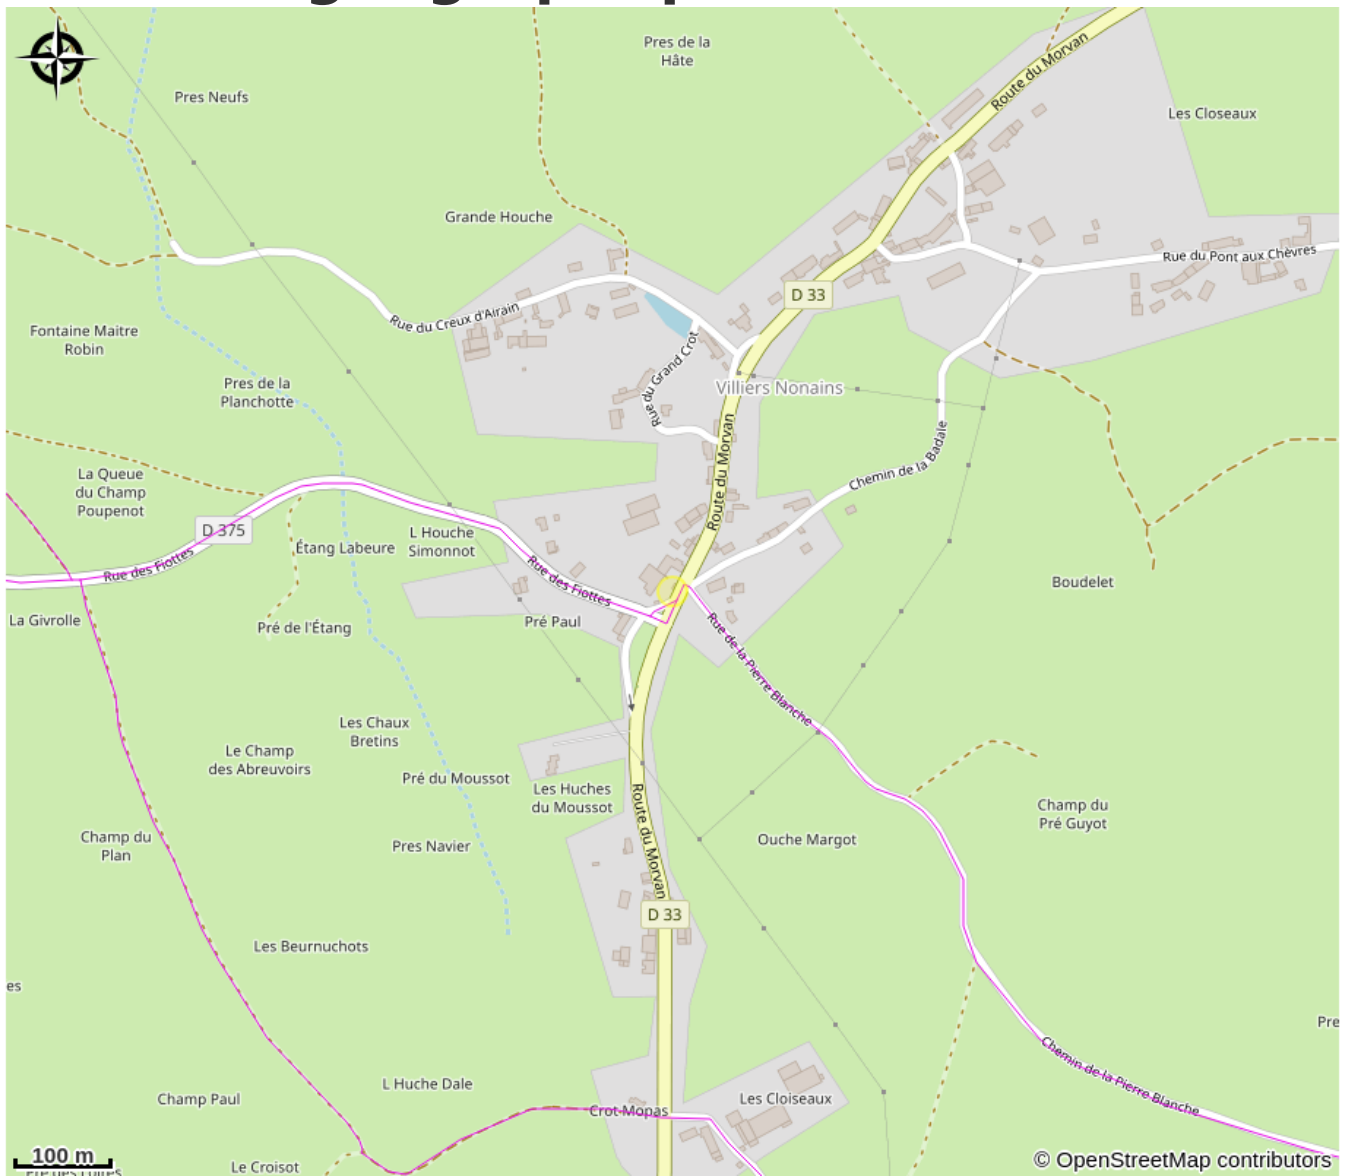 Pres de la
Hâte
Route du Morvan
Pres Neufs
Les Closeaux
Grande Houche
Rue du Pont aux Chèvres
D 33
Rue du Creux d'Airain
Fontaine Maitre
Robin
Rue du Grand Crot
Pres de la
Planchotte
Villiers Nonains
Route du Morvan
Chemin de la Badale
La Queue
du Champ
Poupenot
D 375
L Houche
Simonnot
Étang Labeure
Rue des Fiottes
Rue des Fiottes
Boudelet
La Givrolle
Pré de l'Étang
Pré Paul
Rue de la Pierre Blanche
Les Chaux
Bretins
Le Champ
des Abreuvoirs
Pré du Moussot
Les Huches
du Moussot
Route du Morvan
Champ du
Pré Guyot
Champ du
Plan
Pres Navier
Ouche Margot
D 33
Les Beurnuchots
es
Pre
Chemin de la Pierre Blanche
L Huche Dale
Champ Paul
Crot Mopas
Les Cloiseaux
100 m
Le Croisot
© OpenStreetMap contributors